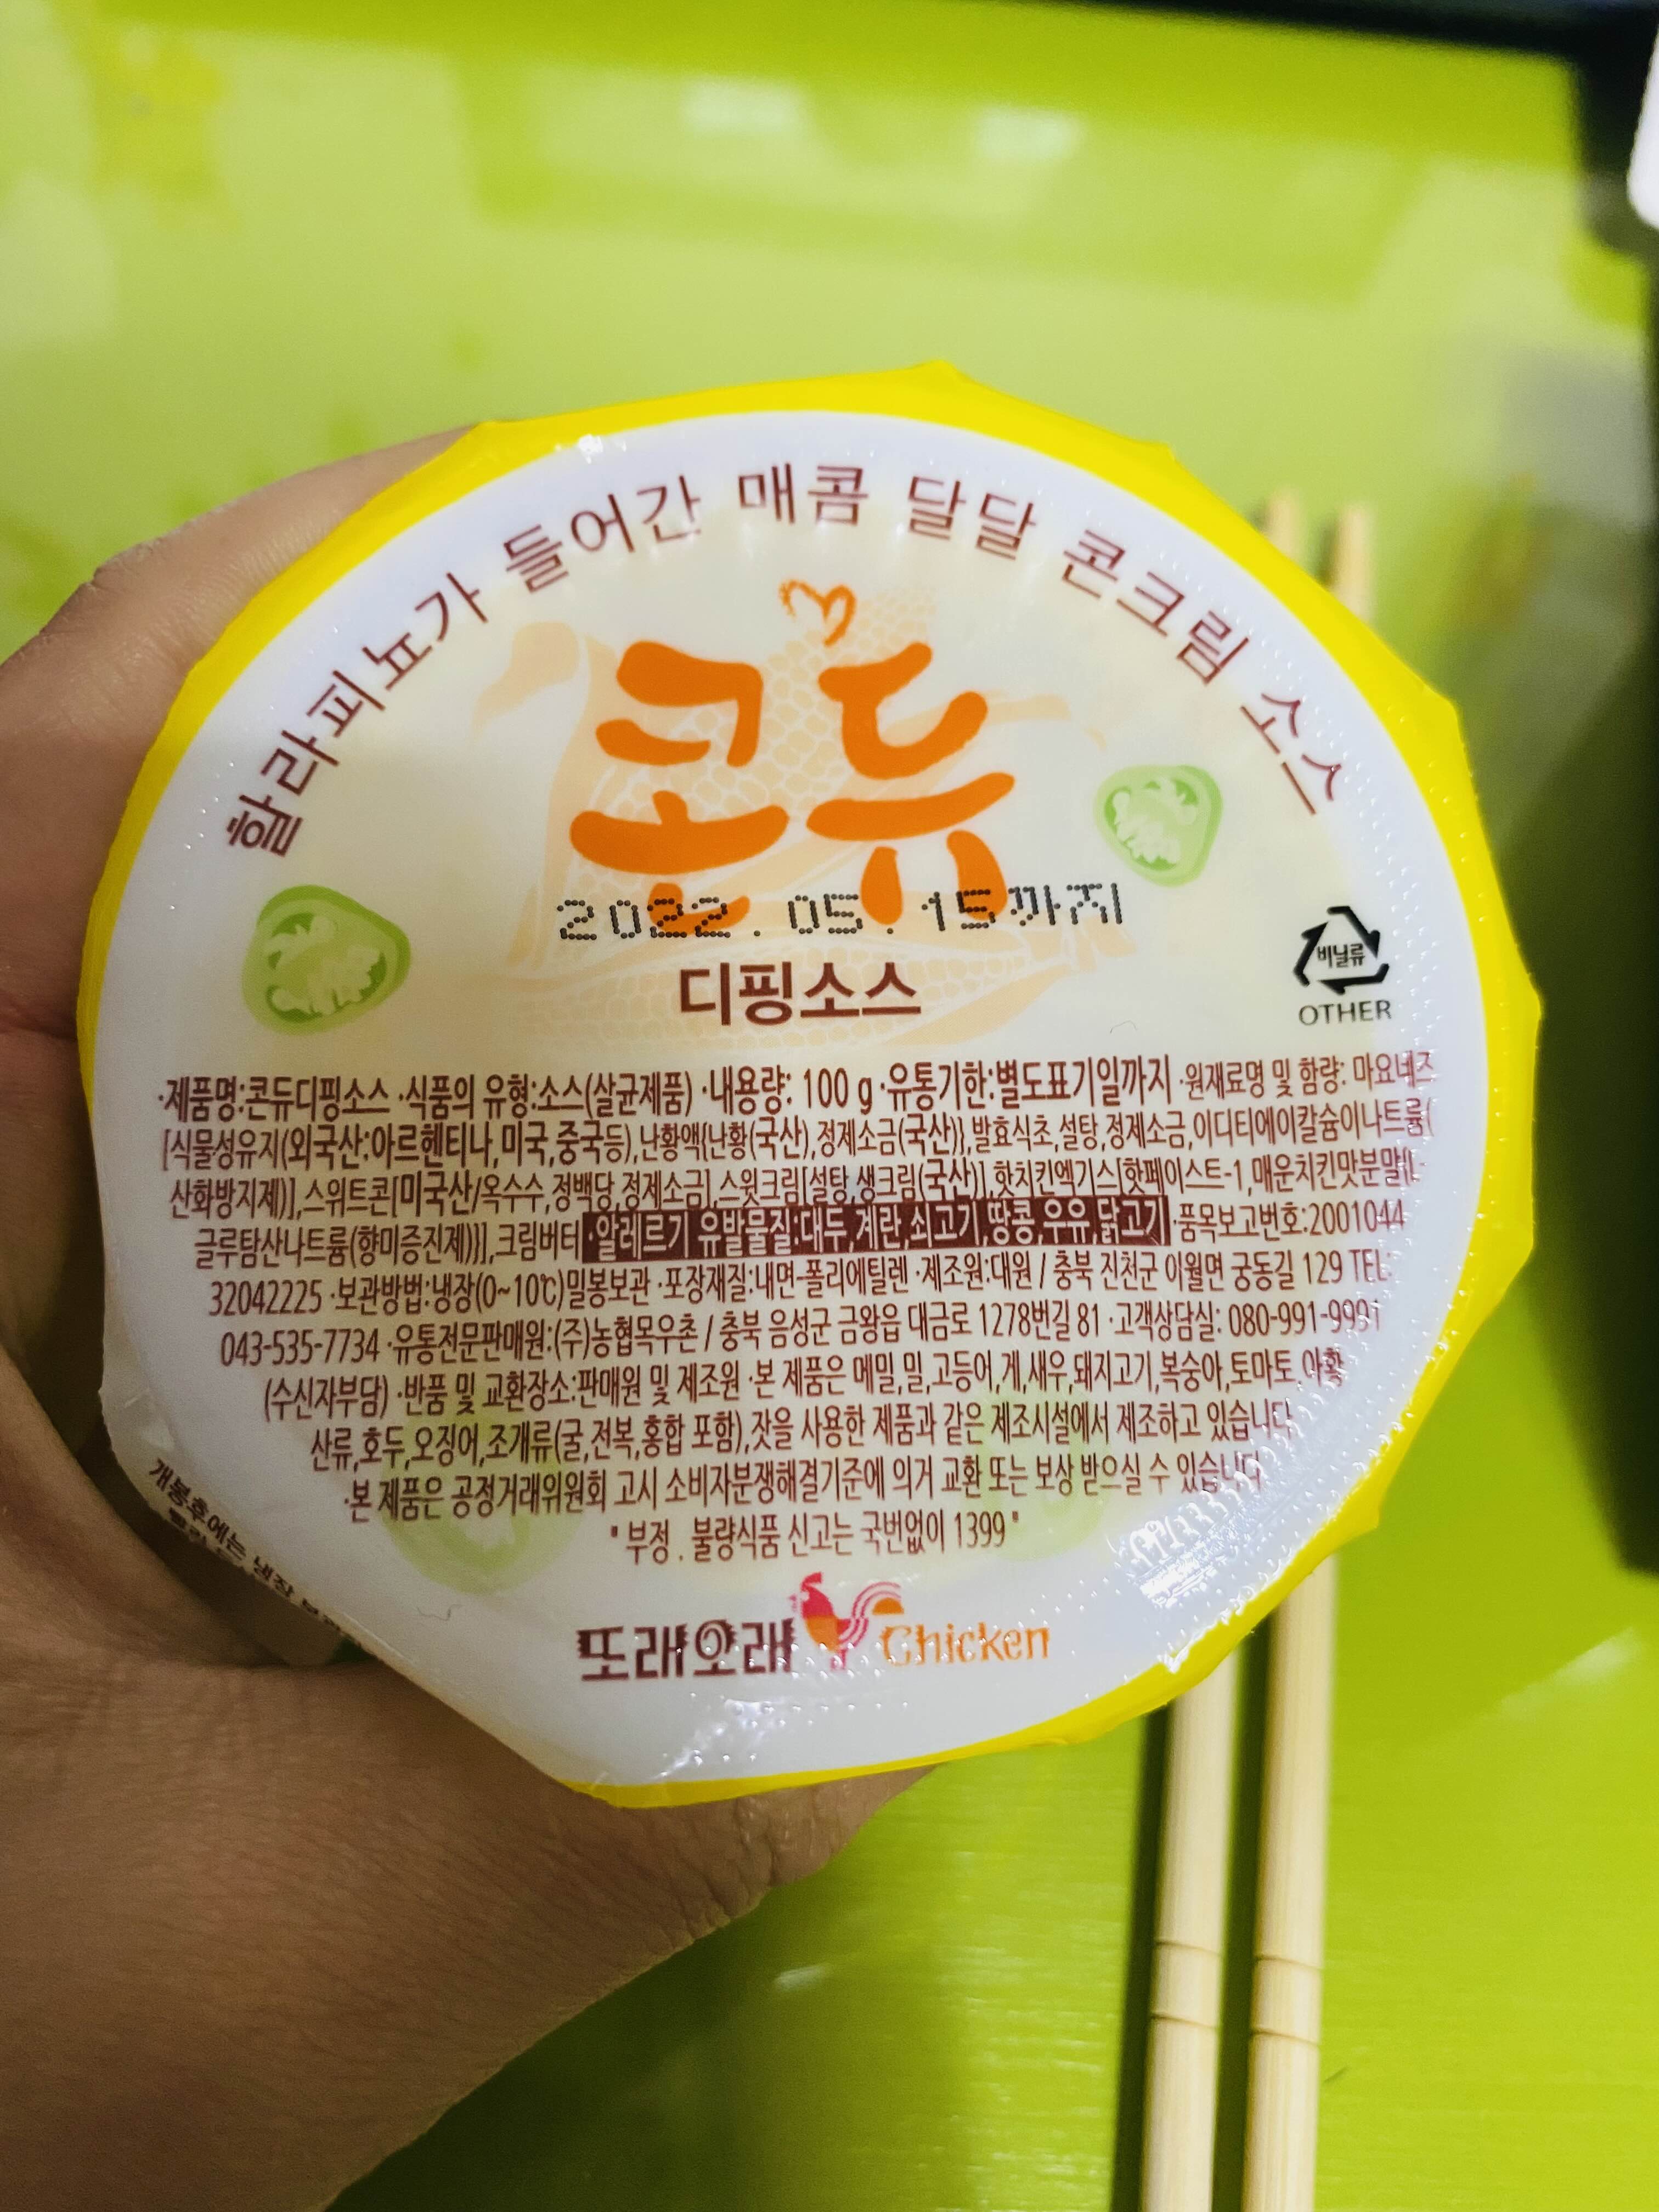 할라피뇨가 들어간 매콤 달달 콘크림 소스
콘듀
2022.05.15까지
디핑소스
비닐류
OTHER
·제품명:콘듀디핑소스 ·식품의 유형:소스(살균제품) ·내용량: 100 g ·유통기한:별도표기일까지 ·원재료명 및 함량: 마요네즈
[식물성유지(외국산:아르헨티나,미국,중국등),난황액{난황(국산),정제소금(국산)},발효식초,설탕,정제소금,이디티에이칼슘이나트륨(
산화방지제)],스위트콘[미국산/옥수수,정백당,정제소금],스윗크림[설탕,생크림(국산)],핫치킨엑기스[핫페이스트-1,매운치킨맛분말(L-
글루탐산나트륨(향미증진제))],크림버터 ·알레르기 유발물질:대두,계란,쇠고기,땅콩,우유,닭고기 ·품목보고번호:2001044
32042225 ·보관방법:냉장(0~10℃)밀봉보관 ·포장재질:내면-폴리에틸렌 ·제조원:대원 / 충북 진천군 이월면 궁동길 129 TEL:
043-535-7734 ·유통전문판매원:(주)농협목우촌 / 충북 음성군 금왕읍 대금로 1278번길 81 ·고객상담실: 080-991-9991
(수신자부담) ·반품 및 교환장소:판매원 및 제조원 ·본 제품은 메밀,밀,고등어,게,새우,돼지고기,복숭아,토마토,아황
산류,호두,오징어,조개류(굴,전복,홍합 포함),잣을 사용한 제품과 같은 제조시설에서 제조하고 있습니다
·본 제품은 공정거래위원회 고시 소비자분쟁해결기준에 의거 교환 또는 보상 받으실 수 있습니다
"부정 . 불량식품 신고는 국번없이 1399"
개봉후에는 냉장
또래오래 Chicken